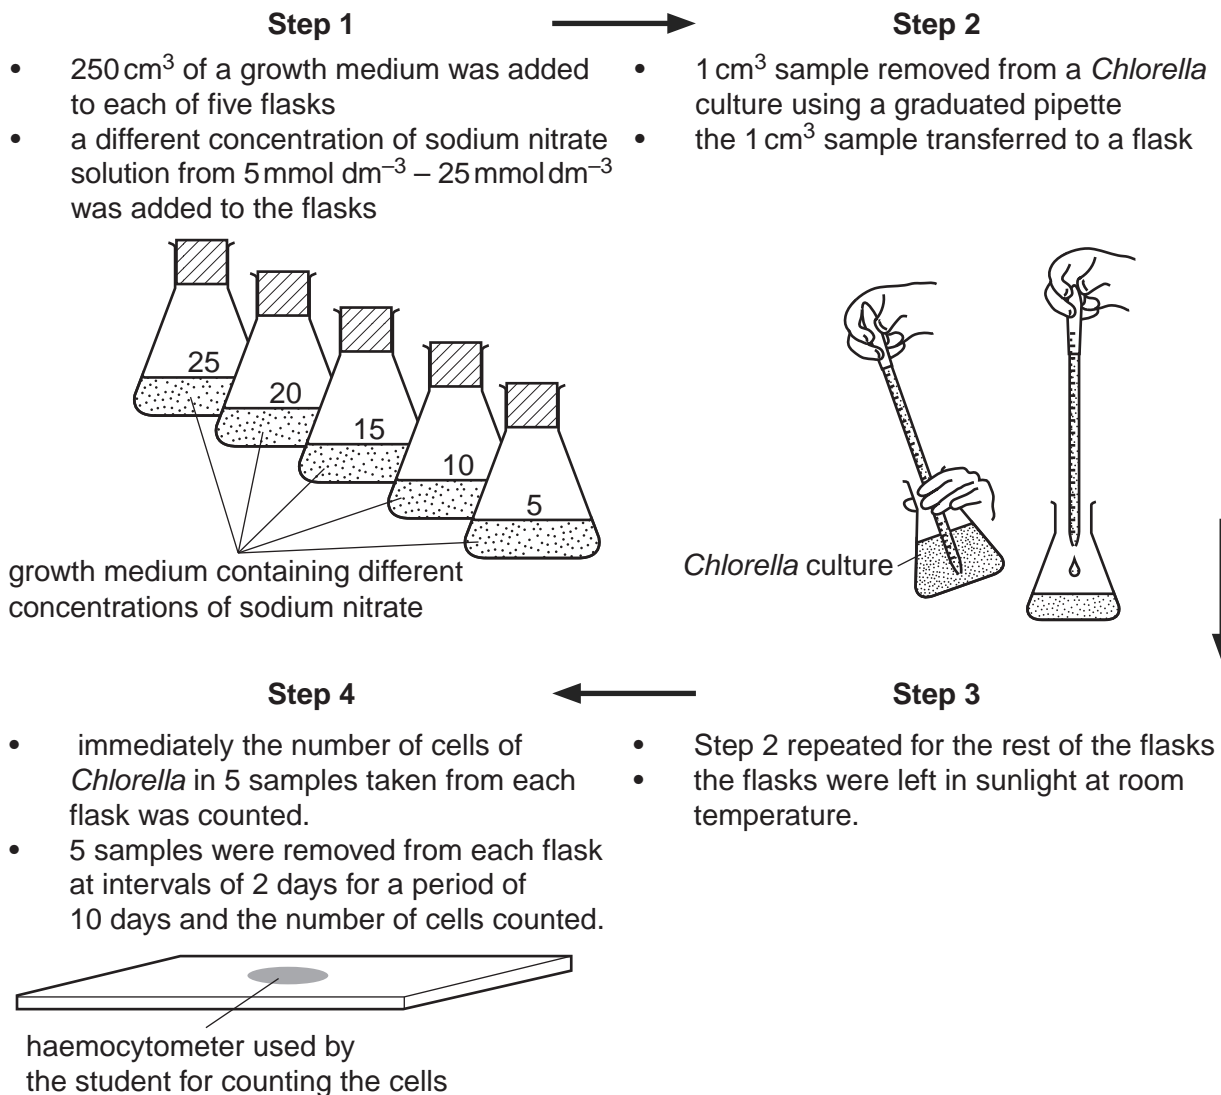 Step 1
• 250 cm³ of a growth medium was added
to each of five flasks
• a different concentration of sodium nitrate
solution from 5 mmol dm⁻³ – 25 mmol dm⁻³
was added to the flasks
25
20
15
10
5
growth medium containing different
concentrations of sodium nitrate
Step 2
• 1 cm³ sample removed from a Chlorella
culture using a graduated pipette
• the 1 cm³ sample transferred to a flask
Chlorella culture
Step 3
• Step 2 repeated for the rest of the flasks
• the flasks were left in sunlight at room
temperature.
Step 4
• immediately the number of cells of
Chlorella in 5 samples taken from each
flask was counted.
• 5 samples were removed from each flask
at intervals of 2 days for a period of
10 days and the number of cells counted.
haemocytometer used by
the student for counting the cells